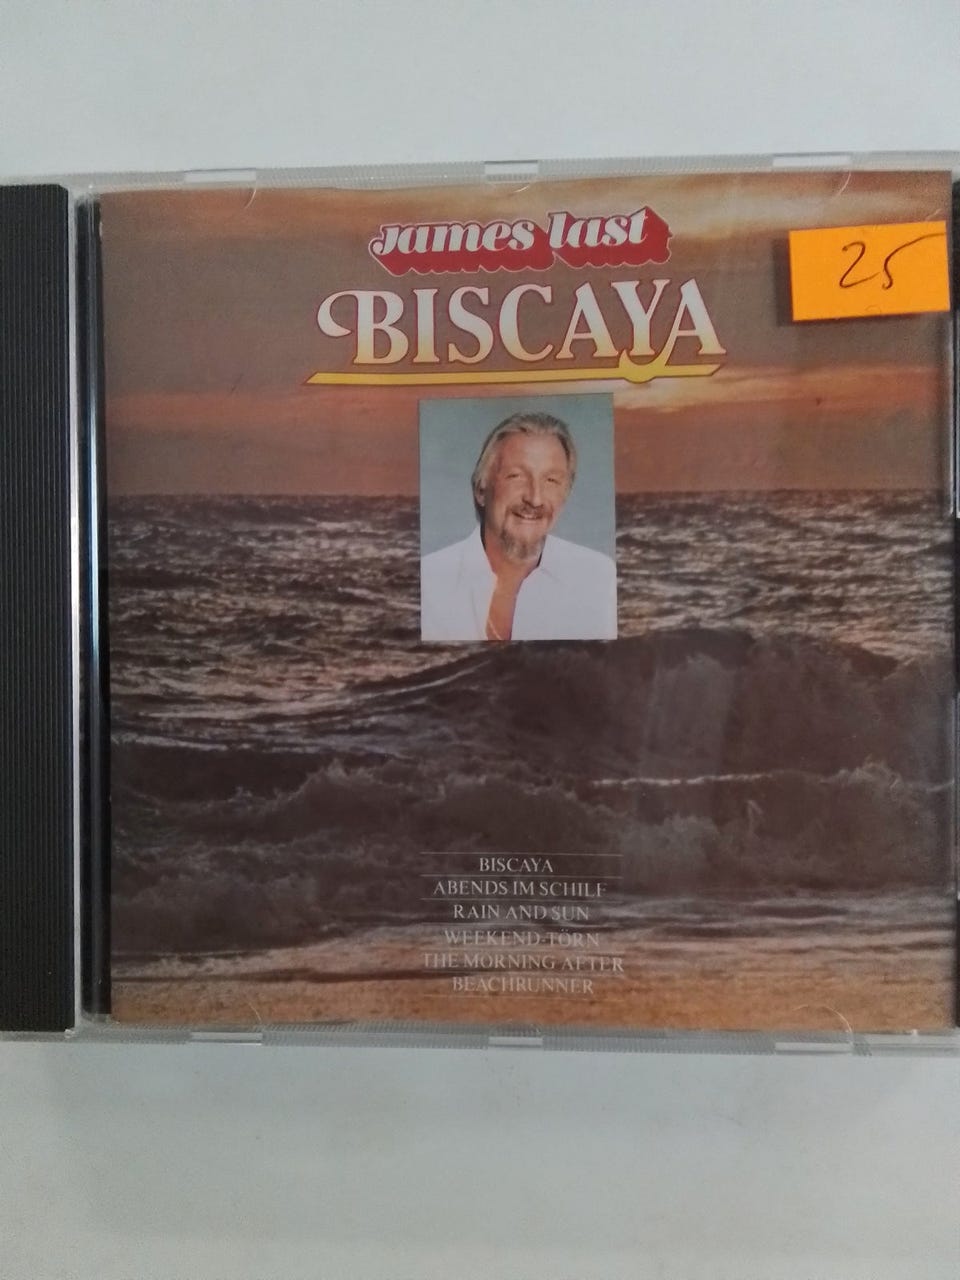 James Last
BISCAYA
25
BISCAYA
ABENDS IM SCHILF
RAIN AND SUN
WEEKEND-TÖRN
THE MORNING AFTER
BEACHRUNNER